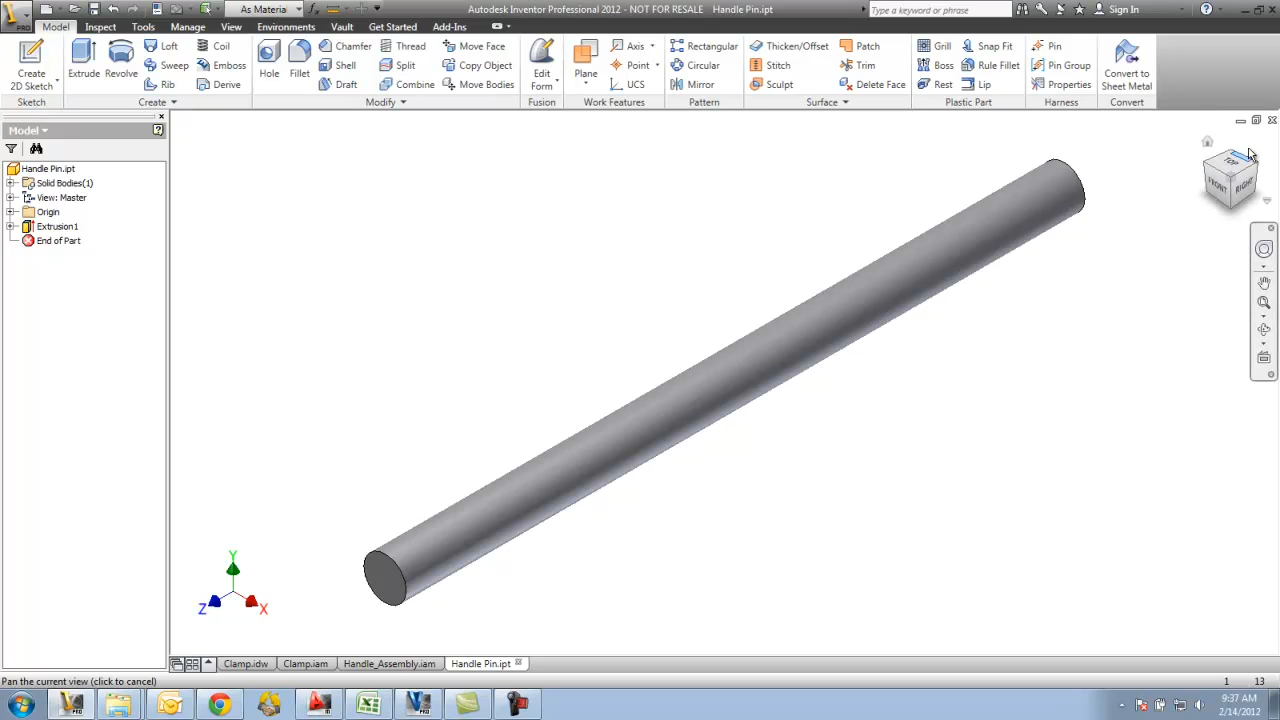 PRO
As Material
Autodesk Inventor Professional 2012 - NOT FOR RESALE Handle Pin.ipt
Type a keyword or phrase
Sign In
Model Inspect Tools Manage View Environments Vault Get Started Add-Ins
Create 2D Sketch
Sketch
Extrude
Revolve
Loft
Sweep
Rib
Coil
Emboss
Derive
Create
Hole
Fillet
Chamfer
Shell
Draft
Thread
Split
Combine
Move Face
Copy Object
Move Bodies
Modify
Edit Form
Fusion
Plane
Axis
Point
UCS
Work Features
Rectangular
Circular
Mirror
Pattern
Thicken/Offset
Stitch
Sculpt
Patch
Trim
Delete Face
Surface
Grill
Boss
Rest
Snap Fit
Rule Fillet
Lip
Plastic Part
Pin
Pin Group
Properties
Harness
Convert to Sheet Metal
Convert
Model
Handle Pin.ipt
Solid Bodies(1)
View: Master
Origin
Extrusion1
End of Part
TOP
FRONT
RIGHT
Y
Z
X
Clamp.idw
Clamp.iam
Handle_Assembly.iam
Handle Pin.ipt
Pan the current view (click to cancel)
1
13
9:37 AM
2/14/2012